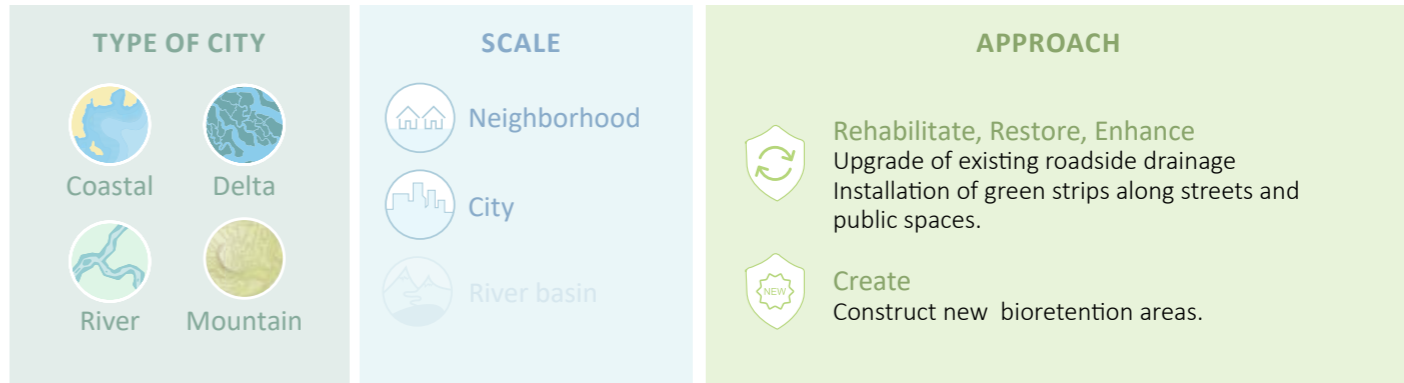 TYPE OF CITY
Coastal
Delta
River
Mountain
SCALE
Neighborhood
City
River basin
APPROACH
Rehabilitate, Restore, Enhance
Upgrade of existing roadside drainage
Installation of green strips along streets and
public spaces.
NEW
Create
Construct new bioretention areas.